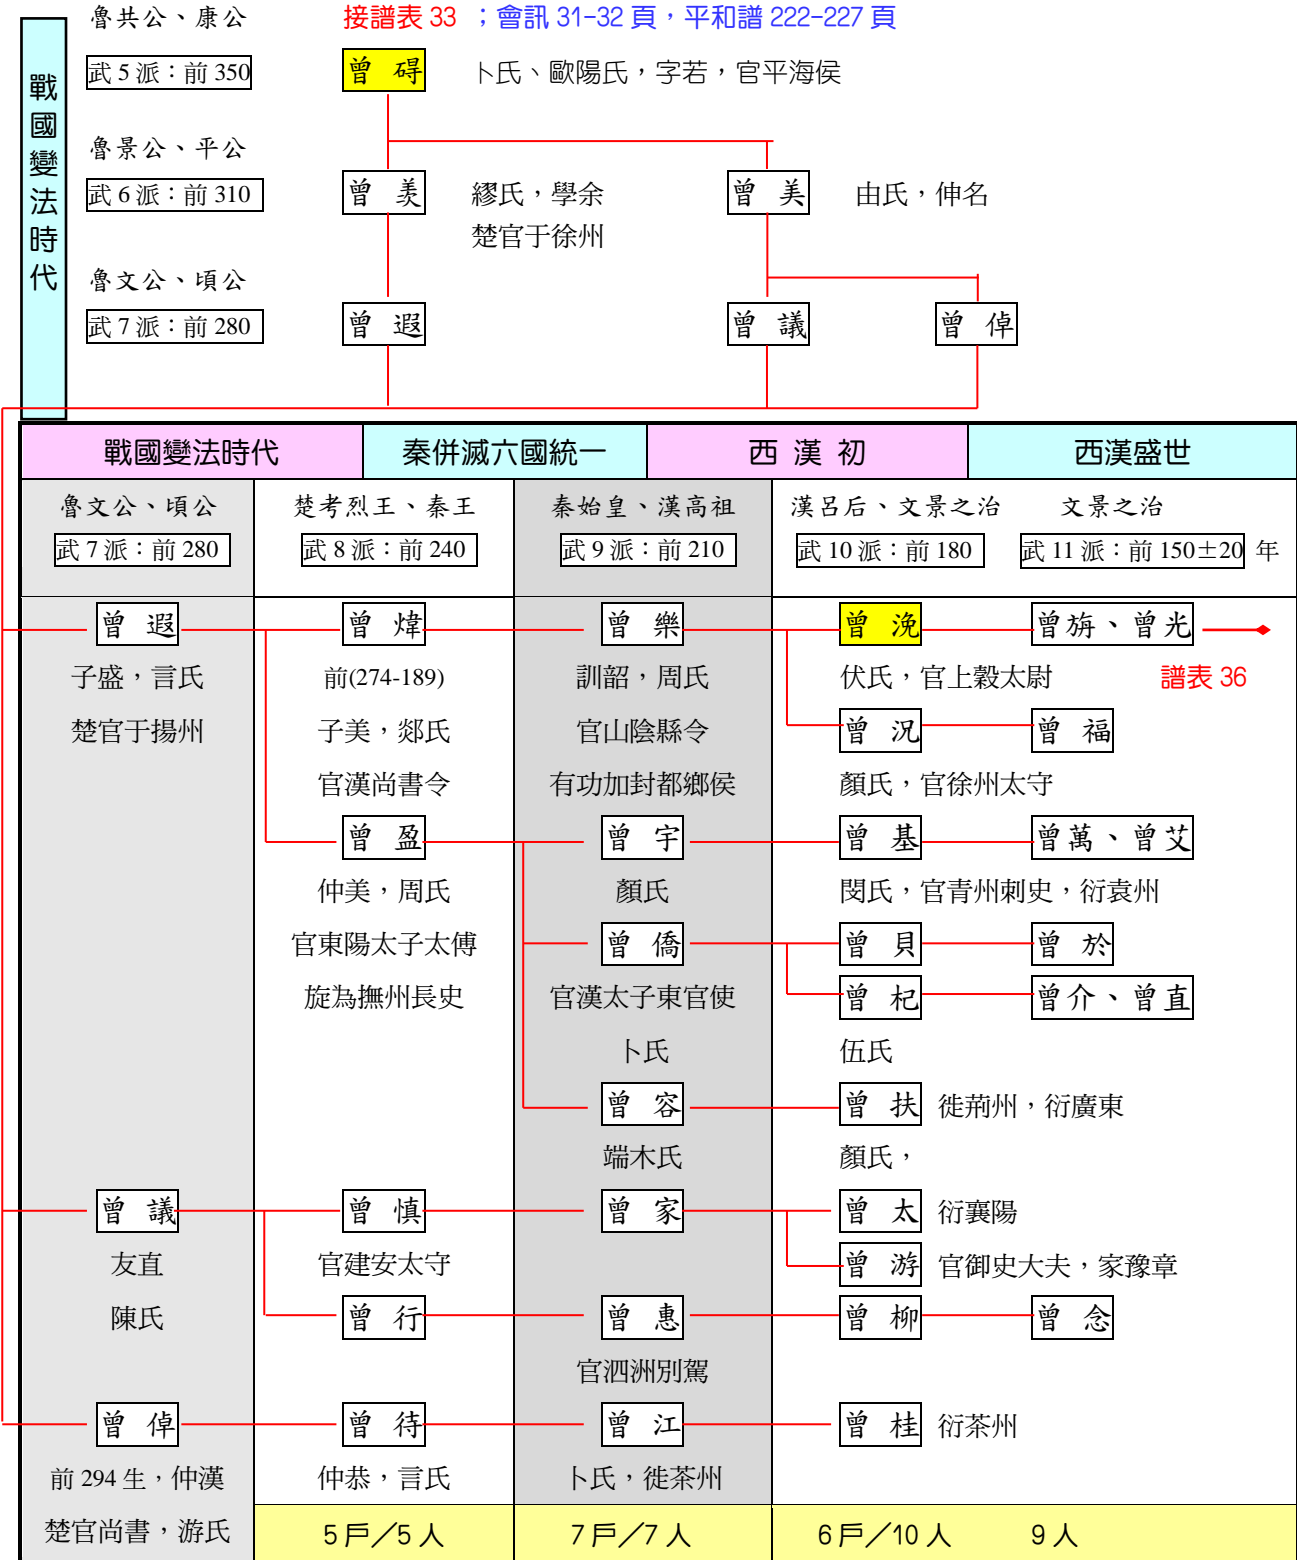 魯共公、康公 接譜表 33 ；會訊 31-32 頁，平和譜 222-227 頁
戰國變法時代
武 5 派：前 350 曾 碍 卜氏、歐陽氏，字若，官平海侯
魯景公、平公
武 6 派：前 310 曾 羙 繆氏，學余 曾 美 由氏，伸名
楚官于徐州
魯文公、頃公
武 7 派：前 280 曾 遐 曾 議 曾 倬
戰國變法時代 秦併滅六國統一 西 漢 初 西漢盛世
魯文公、頃公 楚考烈王、秦王 秦始皇、漢高祖 漢呂后、文景之治 文景之治
武 7 派：前 280 武 8 派：前 240 武 9 派：前 210 武 10 派：前 180 武 11 派：前 150±20 年
曾 遐 曾 煒 曾 樂 曾 浼 曾旃、曾光
子盛，言氏 前(274-189) 訓韶，周氏 伏氏，官上穀太尉 譜表 36
楚官于揚州 子美，郯氏 官山陰縣令 曾 況 曾 福
官漢尚書令 有功加封都鄉侯 顏氏，官徐州太守
曾 盈 曾 宇 曾 基 曾萬、曾艾
仲美，周氏 顏氏 閔氏，官青州刺史，衍袁州
官東陽太子太傅 曾 僑 曾 貝 曾 於
旋為撫州長史 官漢太子東官使 曾 杞 曾介、曾直
卜氏 伍氏
曾 容 曾 扶 徙荊州，衍廣東
端木氏 顏氏，
曾 議 曾 慎 曾 家 曾 太 衍襄陽
友直 官建安太守 曾 游 官御史大夫，家豫章
陳氏 曾 行 曾 惠 曾 柳 曾 念
官泗洲別駕
曾 倬 曾 待 曾 江 曾 桂 衍茶州
前 294 生，仲漢 仲恭，言氏 卜氏，徙茶州
楚官尚書，游氏 5 戶／5 人 7 戶／7 人 6 戶／10 人 9 人